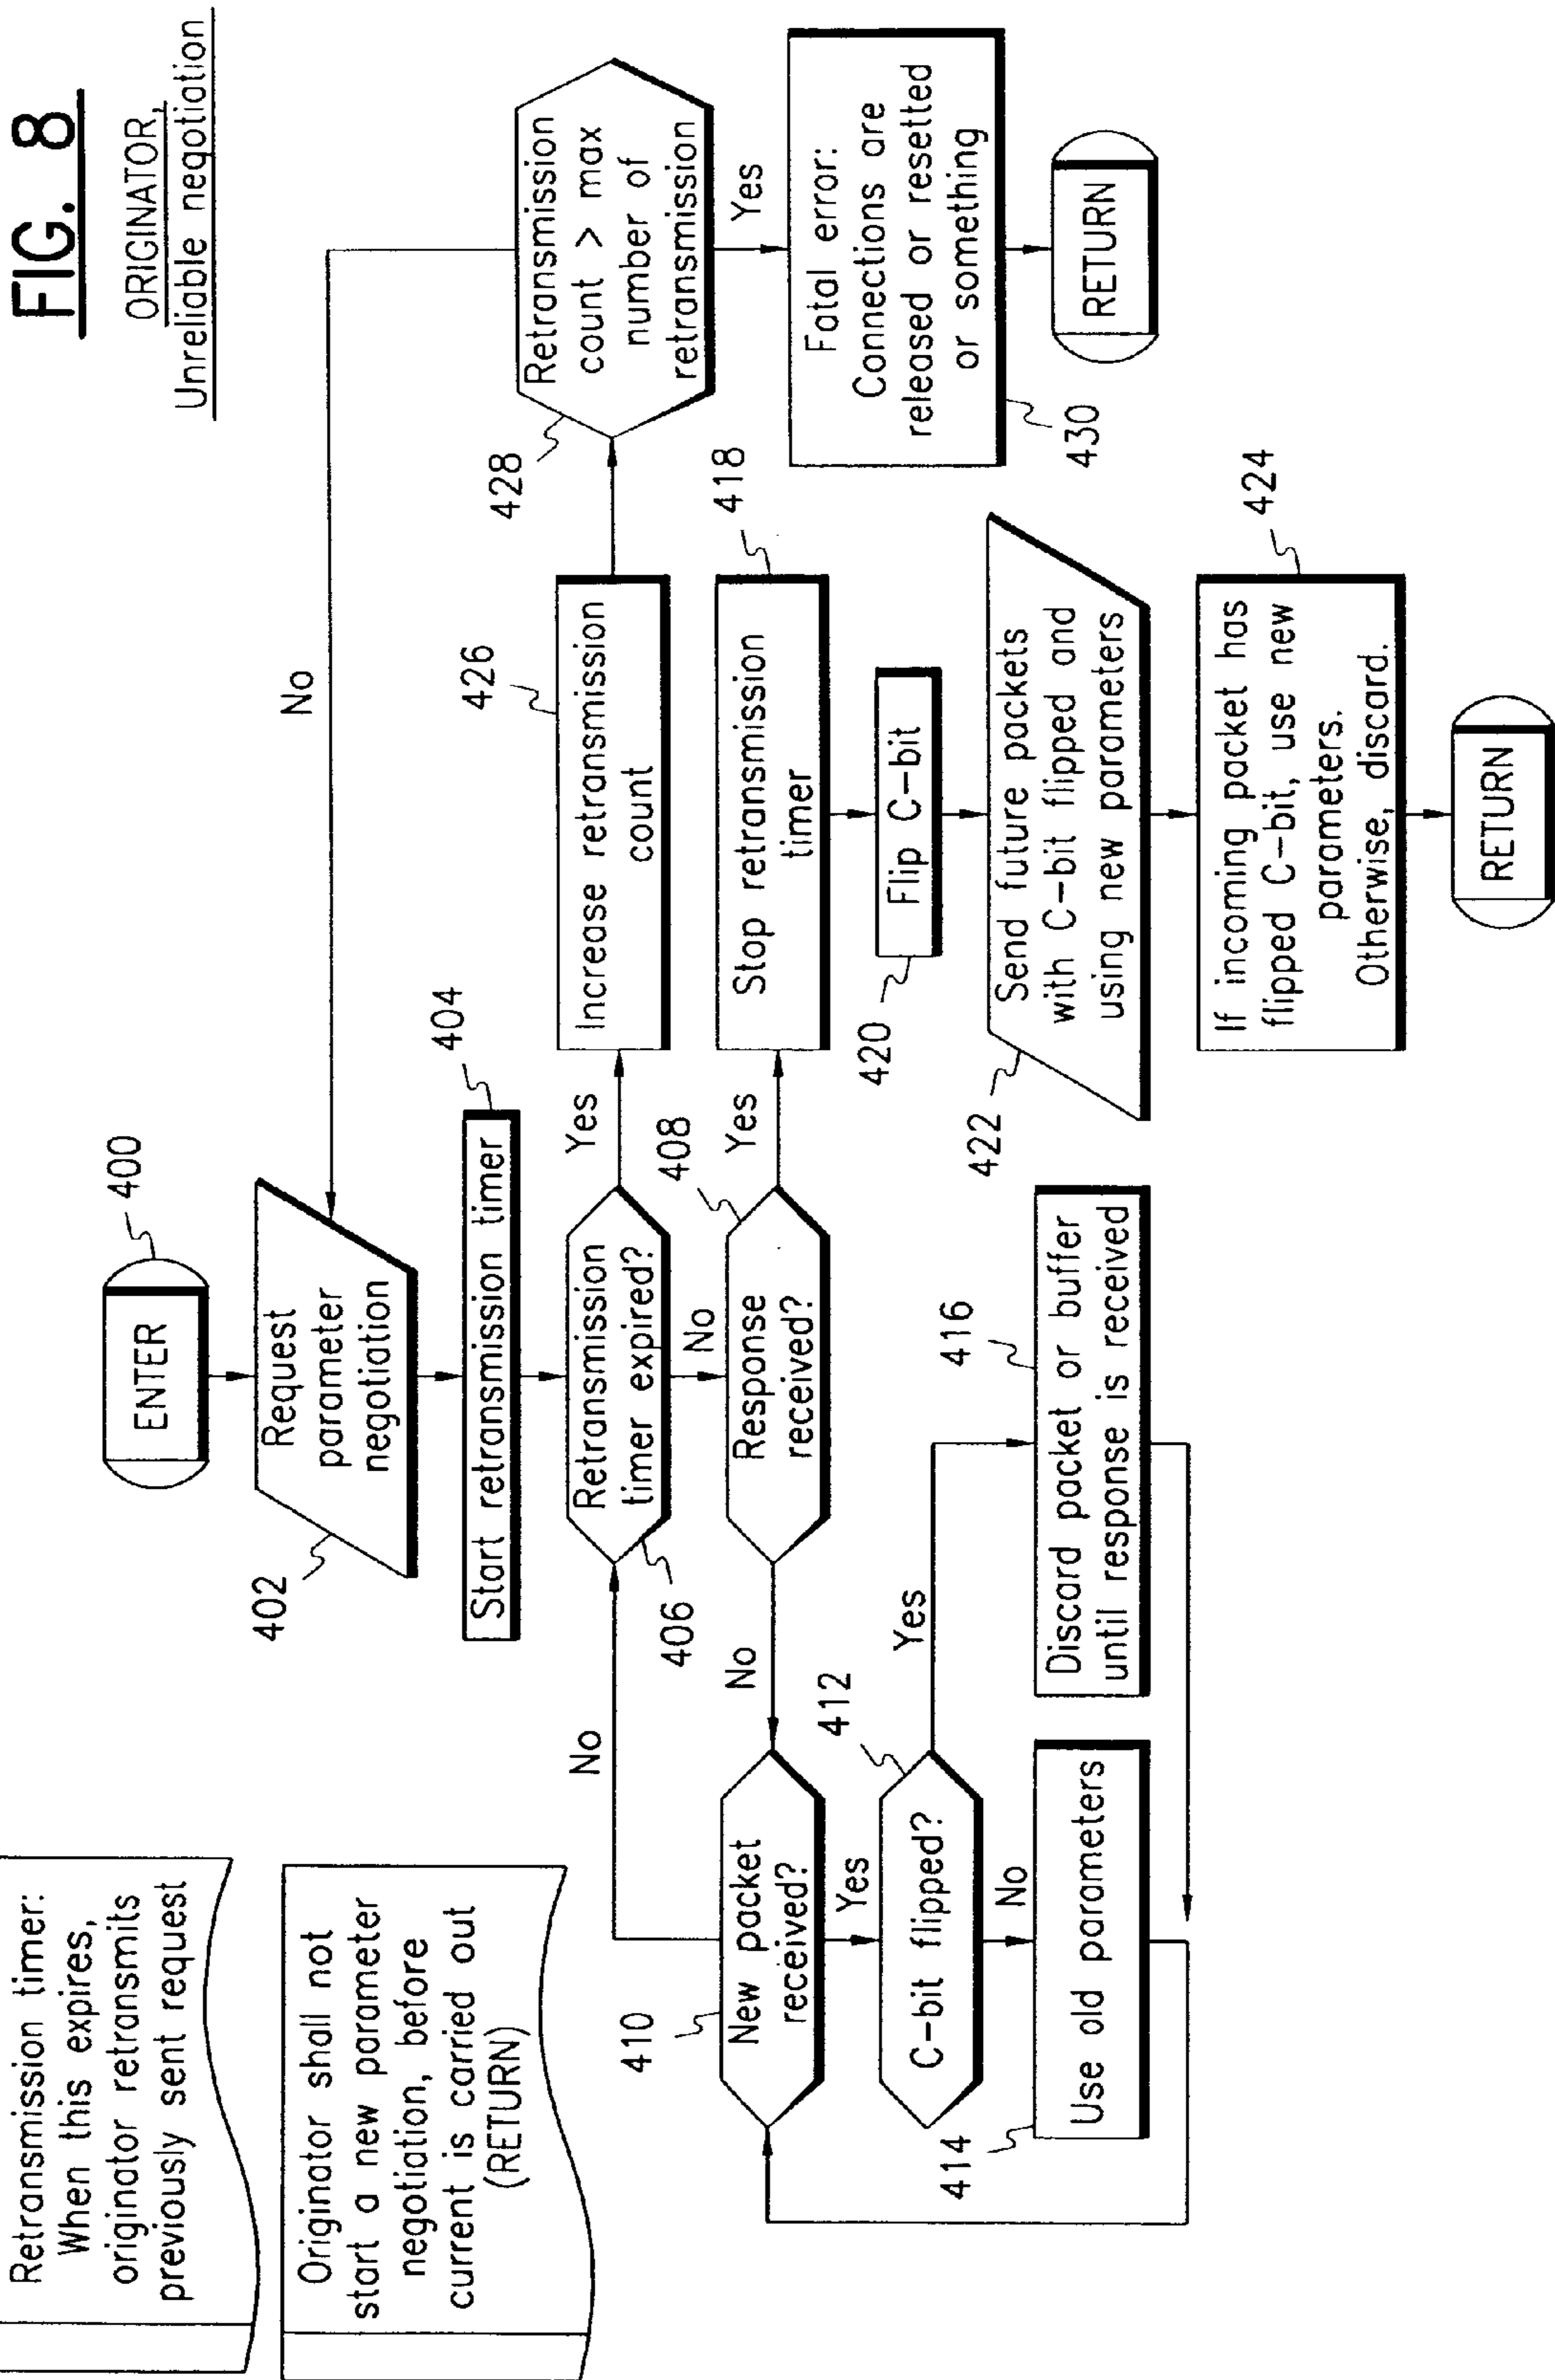 FIG. 8
ORIGINATOR,
Unreliable negotiation
Retransmission timer:
When this expires,
originator retransmits
previously sent request
Originator shall not
start a new parameter
negotiation, before
current is carried out
(RETURN)
400
ENTER
402
Request
parameter
negotiation
No
404
Start retransmission timer
406
Retransmission
timer expired?
Yes
No
No
426
Increase retransmission
count
428
Retransmission
count > max
number of
retransmission
Yes
430
Fatal error:
Connections are
released or resetted
or something
RETURN
408
Response
received?
Yes
No
418
Stop retransmission
timer
420
Flip C-bit
422
Send future packets
with C-bit flipped and
using new parameters
424
If incoming packet has
flipped C-bit, use new
parameters.
Otherwise, discard.
RETURN
410
New packet
received?
Yes
412
C-bit flipped?
Yes
No
414
Use old parameters
416
Discard packet or buffer
until response is received